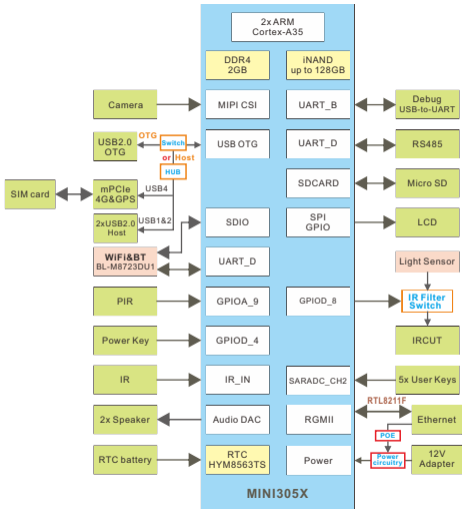 2x ARM
Cortex-A35
DDR4
2GB
iNAND
up to 128GB
Camera
MIPI CSI
UART_B
Debug
USB-to-UART
USB2.0
OTG
OTG
Switch
or Host
HUB
USB OTG
UART_D
RS485
SIM card
mPCIe
4G&GPS
USB4
SDCARD
Micro SD
2xUSB2.0
Host
USB1&2
SDIO
SPI
GPIO
LCD
WiFi&BT
BL-M8723DU1
UART_D
Light Sensor
PIR
GPIOA_9
GPIOD_8
IR Filter
Switch
Power Key
GPIOD_4
IRCUT
IR
IR_IN
SARADC_CH2
5x User Keys
2x Speaker
Audio DAC
RGMII
RTL8211F
Ethernet
POE
RTC battery
RTC
HYM8563TS
Power
Power
circuitry
12V
Adapter
MINI305X